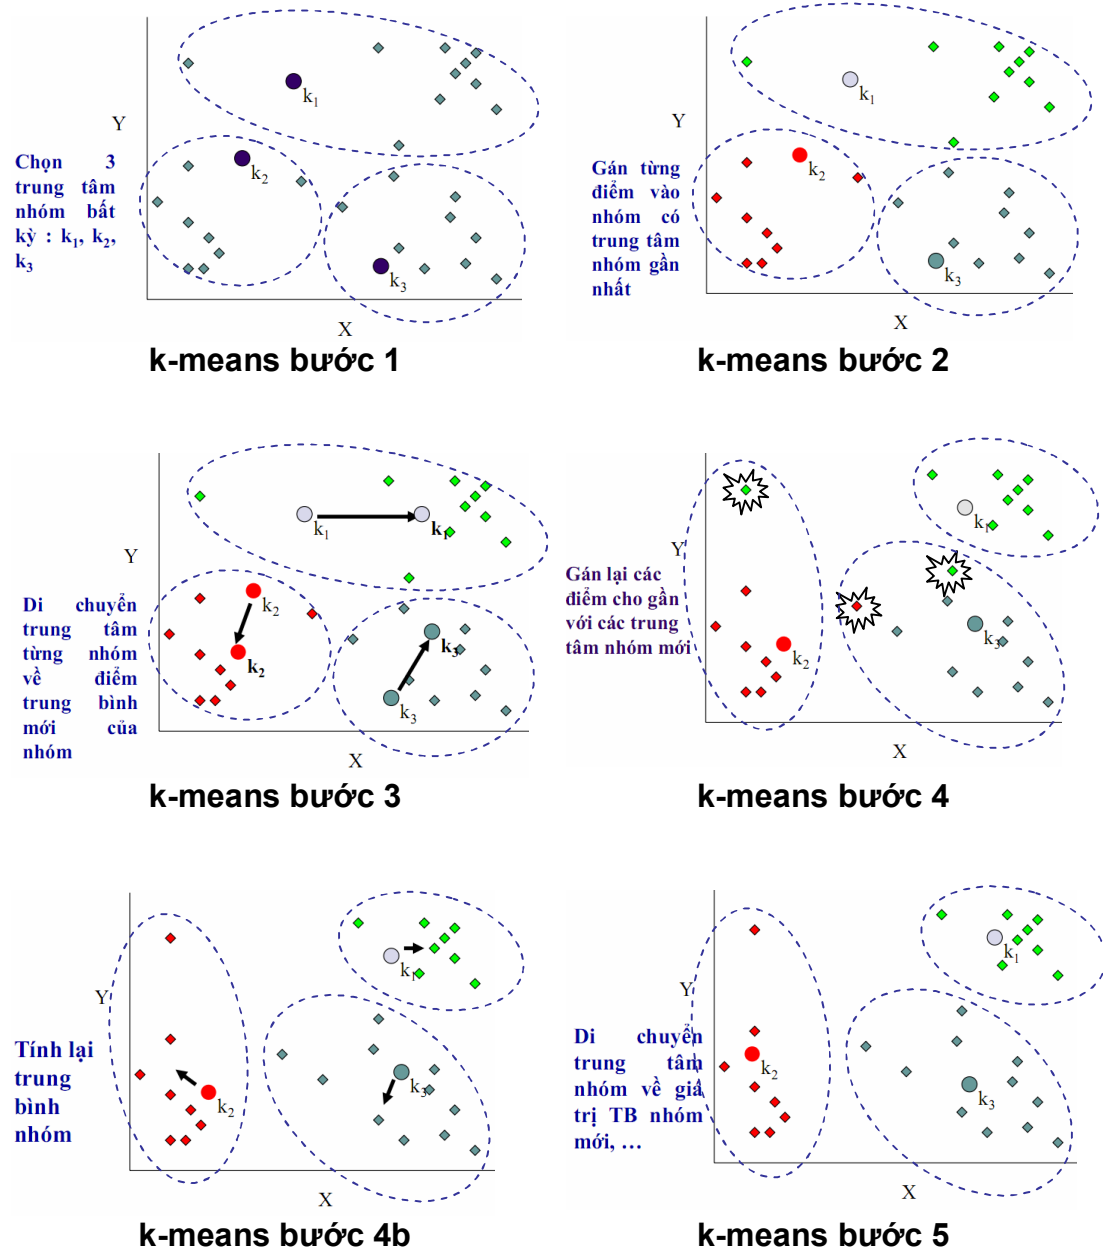 Y
Chọn 3
trung tâm
nhóm bất
kỳ : k₁, k₂,
k₃
k₁
k₂
k₃
X
k-means bước 1
Y
Gán từng
điểm vào
nhóm có
trung tâm
nhóm gần
nhất
k₁
k₂
k₃
X
k-means bước 2
Y
Di chuyển
trung tâm
từng nhóm
về điểm
trung bình
mới của
nhóm
k₁
k₁
k₂
k₂
k₃
k₃
X
k-means bước 3
Y
Gán lại các
điểm cho gần
với các trung
tâm nhóm mới
k₁
k₂
k₃
X
k-means bước 4
Y
Tính lại
trung
bình
nhóm
k₁
k₂
k₃
X
k-means bước 4b
Y
Di chuyển
trung tâm
nhóm về giá
trị TB nhóm
mới, …
k₁
k₂
k₃
X
k-means bước 5